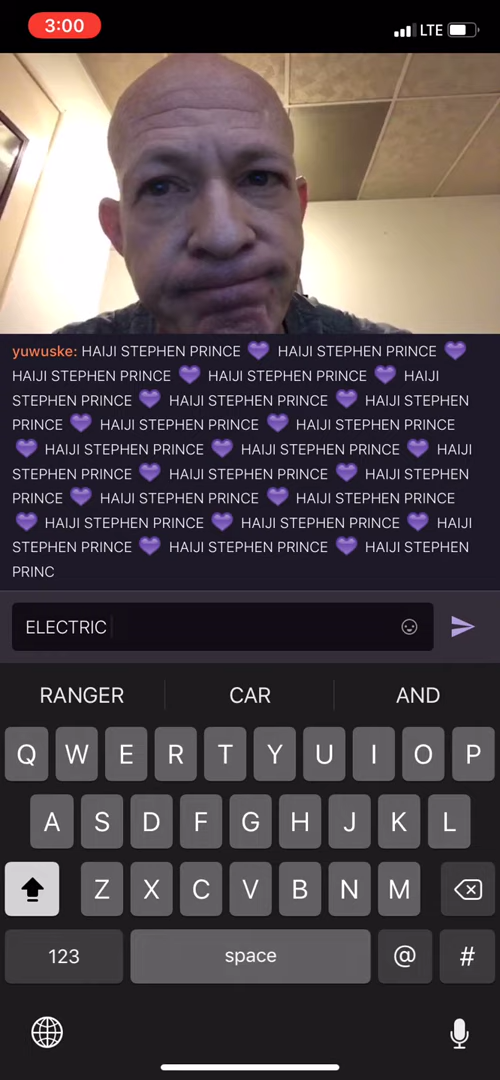 3:00 LTE
yuwuske: HAIJI STEPHEN PRINCE 💜 HAIJI STEPHEN PRINCE 💜
HAIJI STEPHEN PRINCE 💜 HAIJI STEPHEN PRINCE 💜 HAIJI
STEPHEN PRINCE 💜 HAIJI STEPHEN PRINCE 💜 HAIJI STEPHEN
PRINCE 💜 HAIJI STEPHEN PRINCE 💜 HAIJI STEPHEN PRINCE
💜 HAIJI STEPHEN PRINCE 💜 HAIJI STEPHEN PRINCE 💜 HAIJI
STEPHEN PRINCE 💜 HAIJI STEPHEN PRINCE 💜 HAIJI STEPHEN
PRINCE 💜 HAIJI STEPHEN PRINCE 💜 HAIJI STEPHEN PRINCE
💜 HAIJI STEPHEN PRINCE 💜 HAIJI STEPHEN PRINCE 💜 HAIJI
STEPHEN PRINCE 💜 HAIJI STEPHEN PRINCE 💜 HAIJI STEPHEN
PRINC
ELECTRIC
RANGER CAR AND
Q W E R T Y U I O P
A S D F G H J K L
Z X C V B N M
123 space @ #